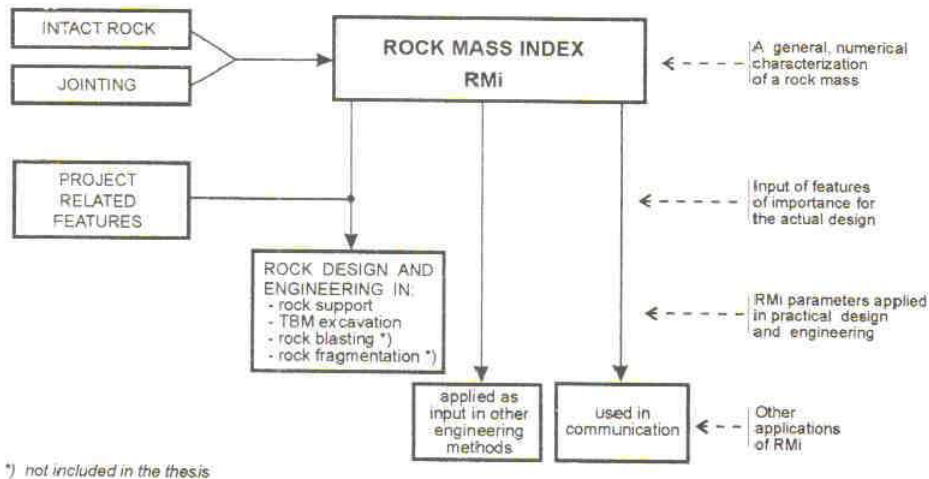 INTACT ROCK
JOINTING
ROCK MASS INDEX
RMi
A general, numerical
characterization
of a rock mass
PROJECT
RELATED
FEATURES
Input of features
of importance for
the actual design
ROCK DESIGN AND
ENGINEERING IN:
- rock support
- TBM excavation
- rock blasting *)
- rock fragmentation *)
RMi parameters applied
in practical design
and engineering
applied as
input in other
engineering
methods
used in
communication
Other
applications
of RMi
*) not included in the thesis